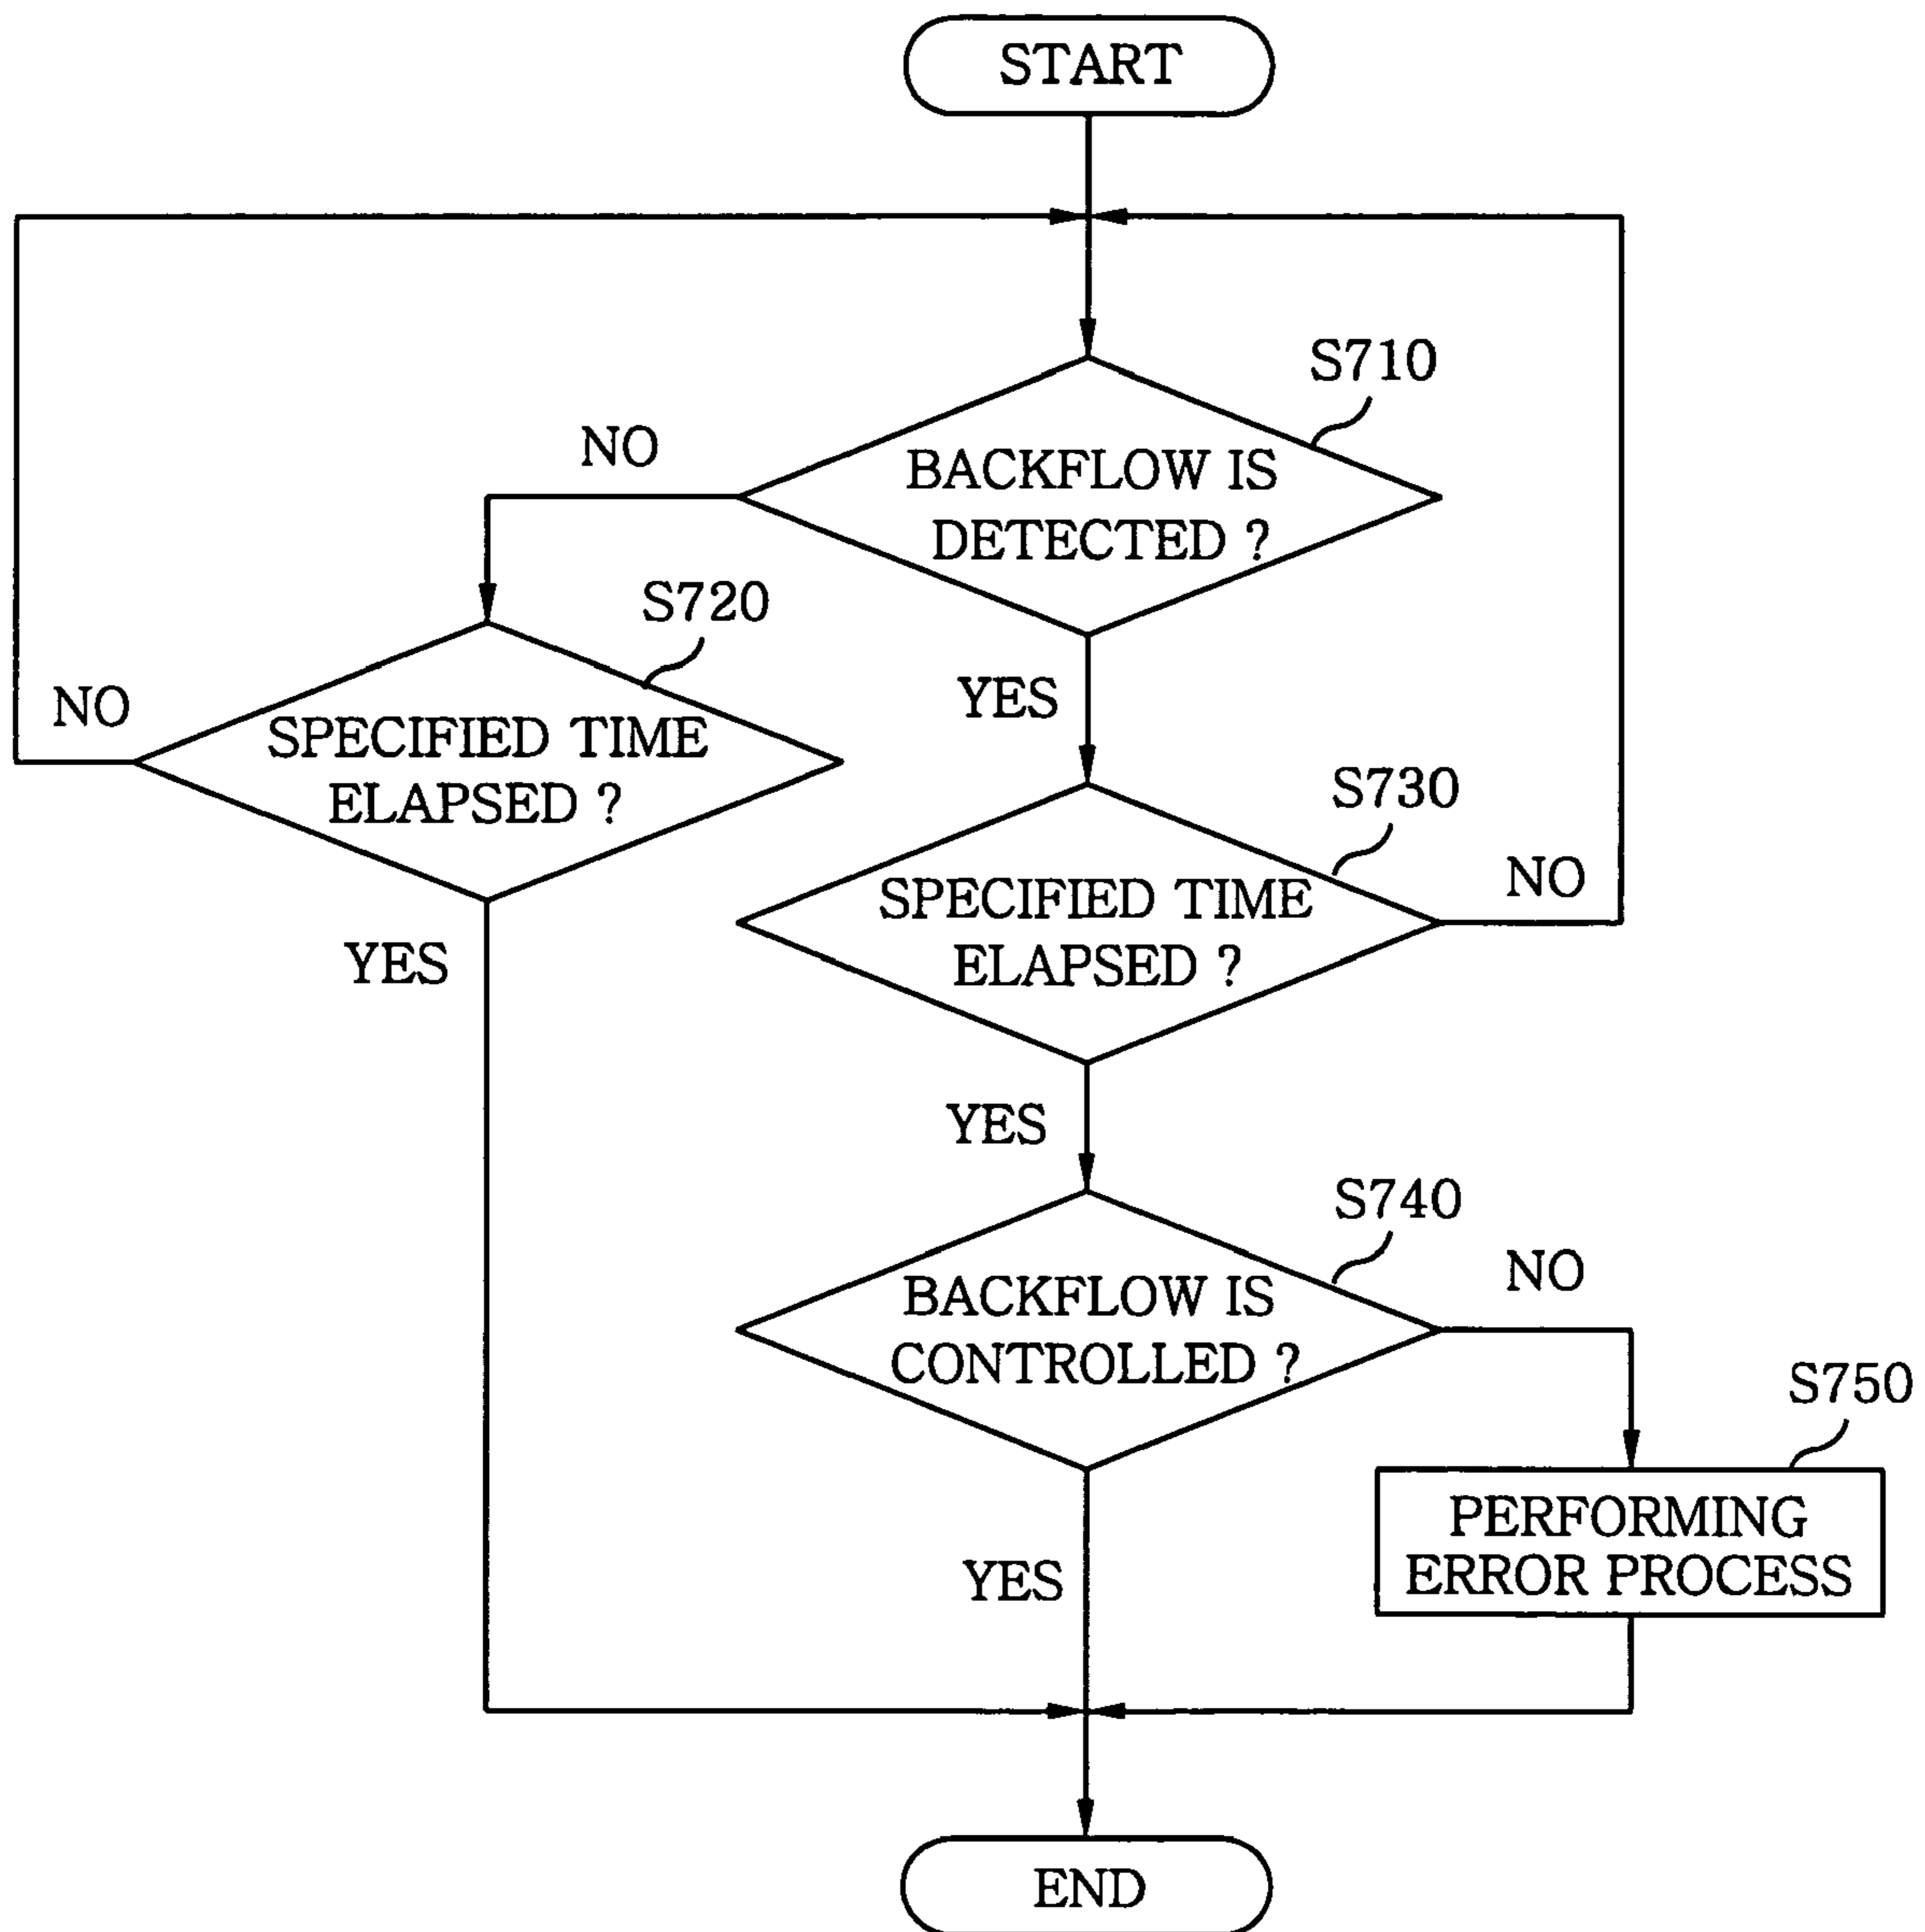 START
S710
NO
BACKFLOW IS
DETECTED ?
S720
YES
NO
SPECIFIED TIME
ELAPSED ?
S730
NO
SPECIFIED TIME
ELAPSED ?
YES
YES
S740
NO
BACKFLOW IS
CONTROLLED ?
S750
PERFORMING
ERROR PROCESS
YES
END